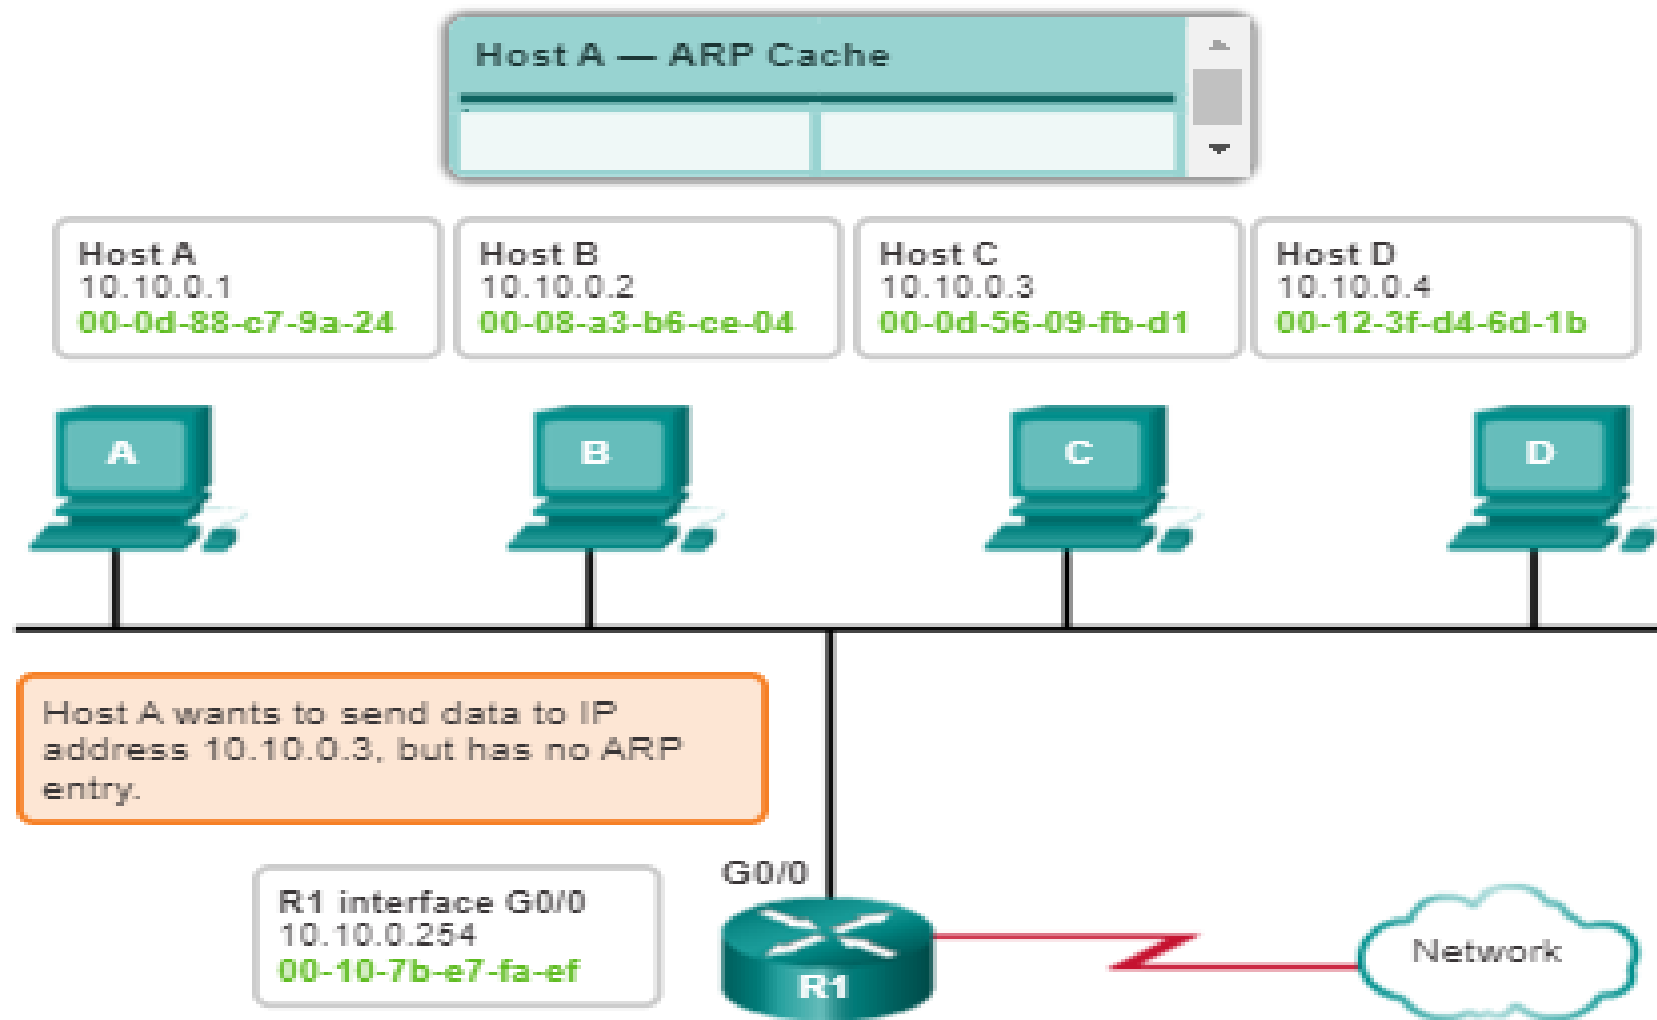 Host A — ARP Cache
Host A
10.10.0.1
00-0d-88-c7-9a-24
Host B
10.10.0.2
00-08-a3-b6-ce-04
Host C
10.10.0.3
00-0d-56-09-fb-d1
Host D
10.10.0.4
00-12-3f-d4-6d-1b
A
B
C
D
Host A wants to send data to IP
address 10.10.0.3, but has no ARP
entry.
G0/0
R1 interface G0/0
10.10.0.254
00-10-7b-e7-fa-ef
R1
Network